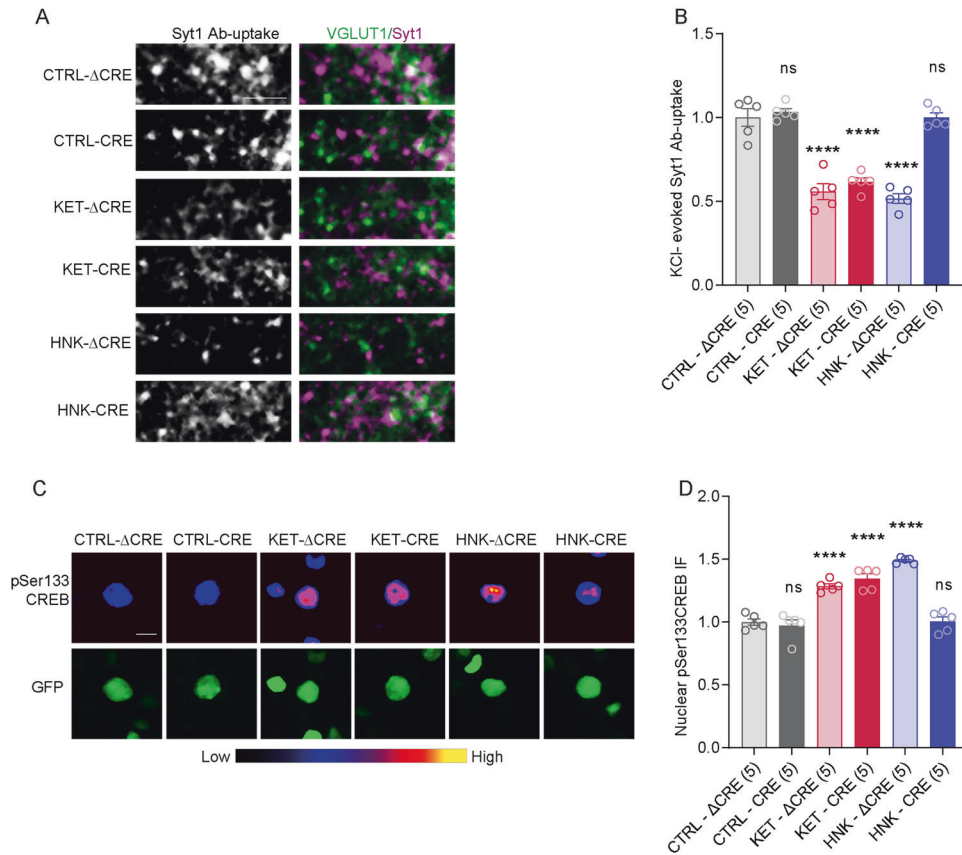 A
Syt1 Ab-uptake
VGLUT1/Syt1
CTRL-ΔCRE
CTRL-CRE
KET-ΔCRE
KET-CRE
HNK-ΔCRE
HNK-CRE
B
KCl- evoked Syt1 Ab-uptake
1.5
1.0
0.5
0.0
ns
****
****
****
ns
CTRL - ΔCRE (5)
CTRL - CRE (5)
KET - ΔCRE (5)
KET - CRE (5)
HNK - ΔCRE (5)
HNK - CRE (5)
C
CTRL-ΔCRE CTRL-CRE KET-ΔCRE KET-CRE HNK-ΔCRE HNK-CRE
pSer133
CREB
GFP
Low High
D
Nuclear pSer133CREB IF
2.0
1.5
1.0
0.5
0.0
ns
****
****
****
ns
CTRL - ΔCRE (5)
CTRL - CRE (5)
KET - ΔCRE (5)
KET - CRE (5)
HNK - ΔCRE (5)
HNK - CRE (5)